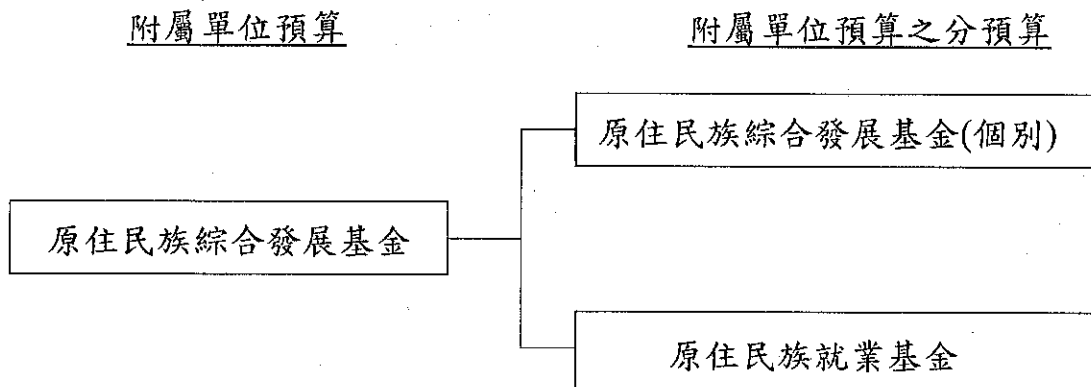 附屬單位預算
附屬單位預算之分預算
原住民族綜合發展基金(個別)
原住民族綜合發展基金
原住民族就業基金